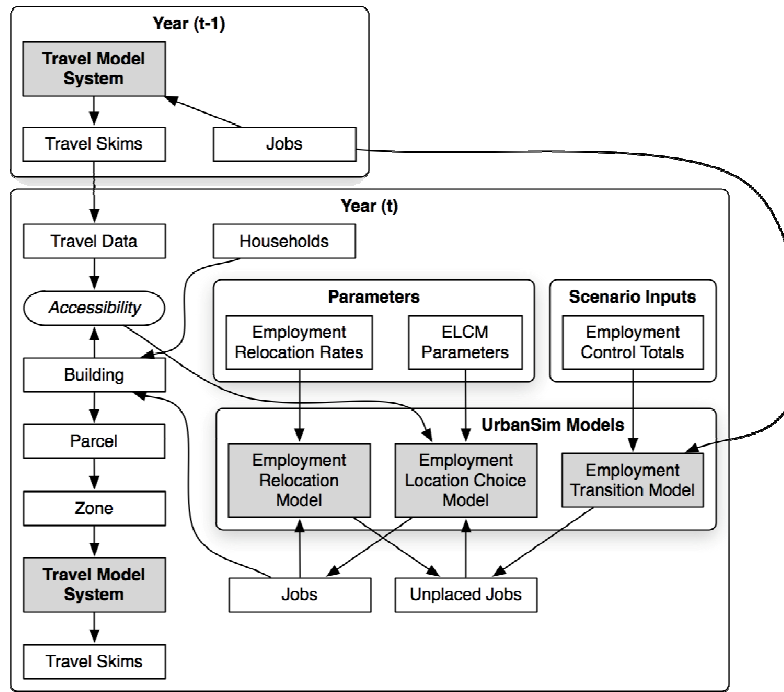 Year (t-1)
Travel Model
System
Travel Skims
Jobs
Year (t)
Travel Data
Households
Accessibility
Parameters
Scenario Inputs
Employment
Relocation Rates
ELCM
Parameters
Employment
Control Totals
Building
UrbanSim Models
Parcel
Employment
Relocation
Model
Employment
Location Choice
Model
Employment
Transition Model
Zone
Travel Model
System
Jobs
Unplaced Jobs
Travel Skims